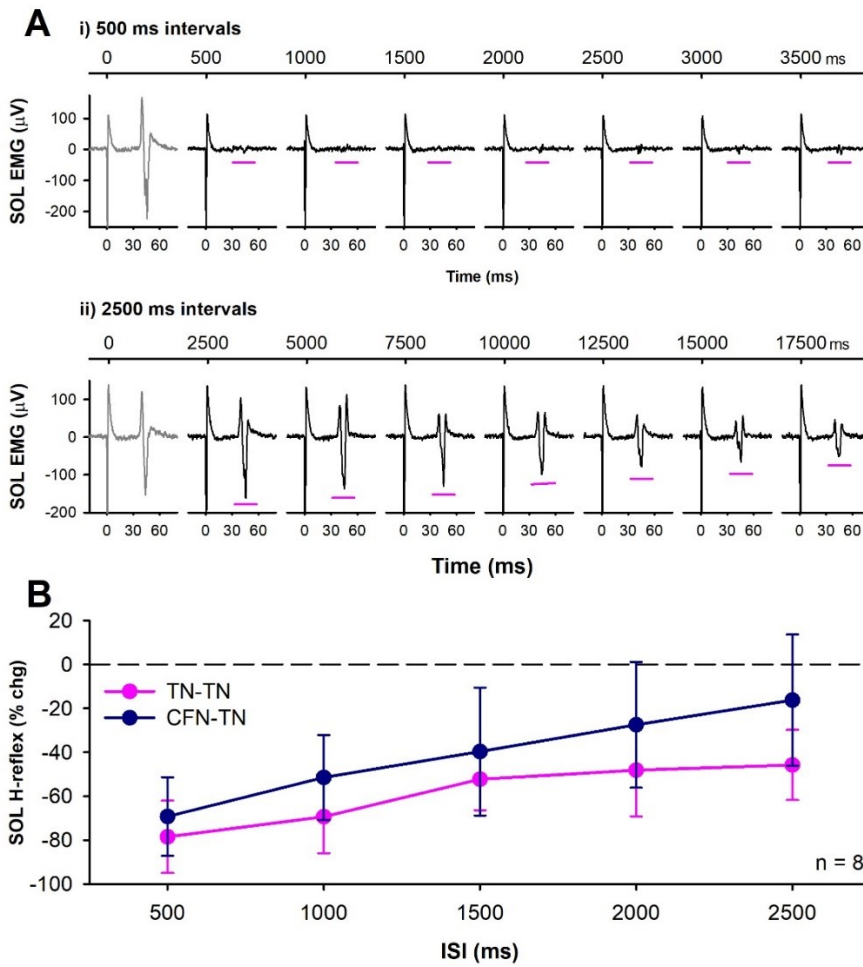 A
i) 500 ms intervals
0 500 1000 1500 2000 2500 3000 3500 ms
SOL EMG (µV)
100
0
-100
-200
0 30 60 0 30 60 0 30 60 0 30 60 0 30 60 0 30 60 0 30 60 0 30 60
Time (ms)
ii) 2500 ms intervals
0 2500 5000 7500 10000 12500 15000 17500 ms
SOL EMG (µV)
100
0
-100
-200
0 30 60 0 30 60 0 30 60 0 30 60 0 30 60 0 30 60 0 30 60 0 30 60
Time (ms)
B
SOL H-reflex (% chg)
20
0
-20
-40
-60
-80
-100
TN-TN
CFN-TN
n = 8
500 1000 1500 2000 2500
ISI (ms)